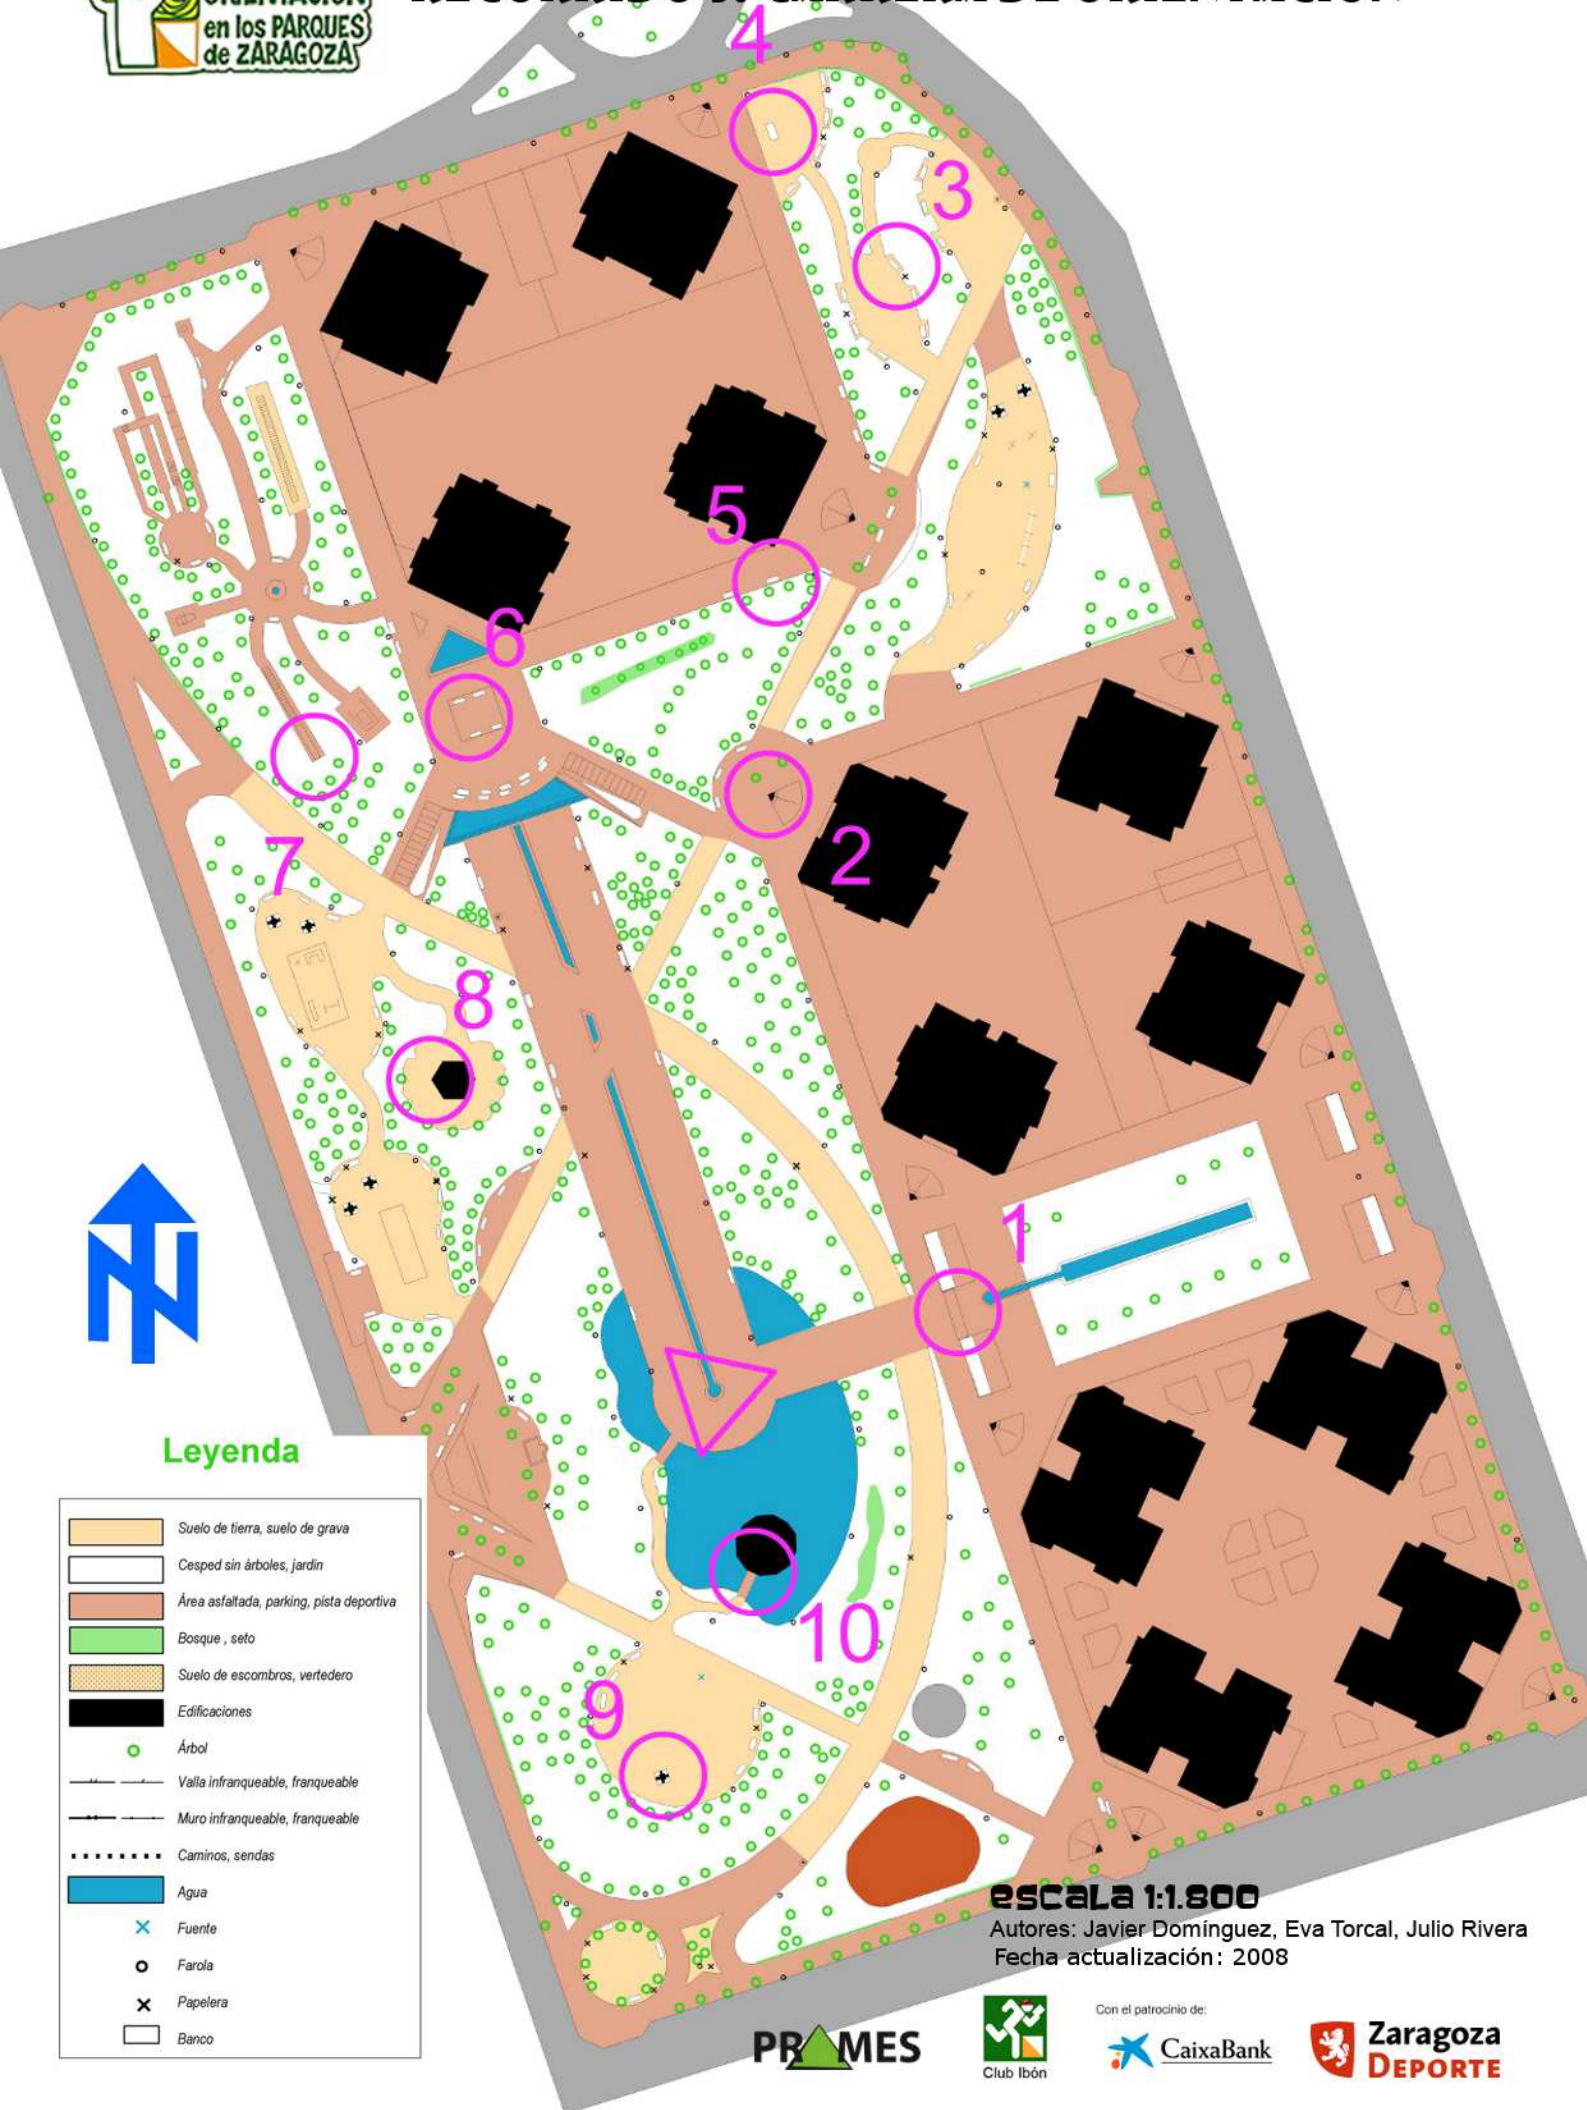 en los PARQUES
de ZARAGOZA
4
3
5
6
2
7
8
1
10
9
N
Leyenda
Suelo de tierra, suelo de grava
Cesped sin árboles, jardín
Área asfaltada, parking, pista deportiva
Bosque , seto
Suelo de escombros, vertedero
Edificaciones
Árbol
Valla infranqueable, franqueable
Muro infranqueable, franqueable
Caminos, sendas
Agua
Fuente
Farola
Papelera
Banco
escala 1:1.800
Autores: Javier Domínguez, Eva Torcal, Julio Rivera
Fecha actualización: 2008
PRAMES
Club Ibón
Con el patrocinio de:
CaixaBank
Zaragoza
DEPORTE